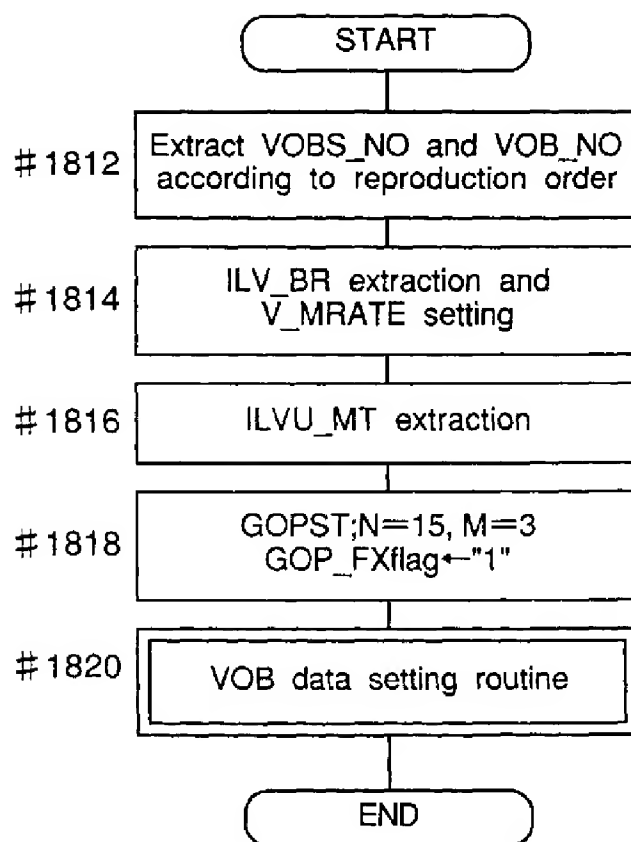 START
#1812
Extract VOBS_NO and VOB_NO
according to reproduction order
#1814
ILV_BR extraction and
V_MRATE setting
#1816
ILVU_MT extraction
#1818
GOPST;N=15, M=3
GOP_FXflag←"1"
#1820
VOB data setting routine
END